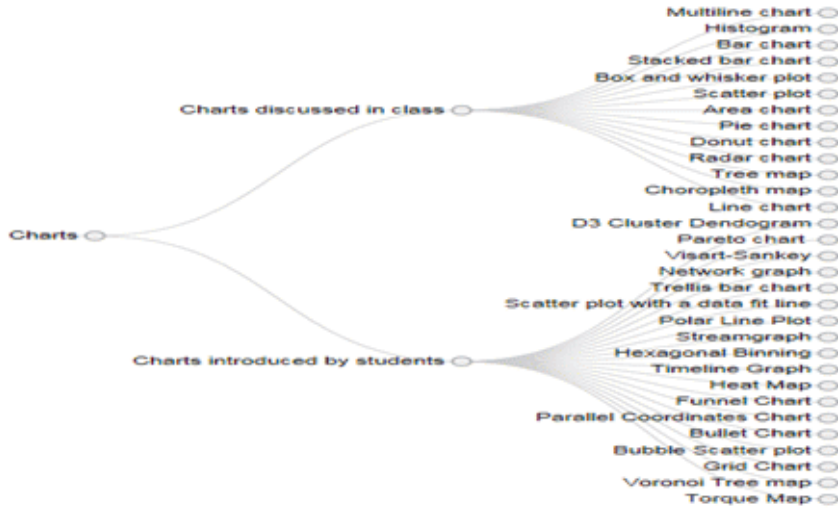 Multiline chart
Histogram
Bar chart
Stacked bar chart
Box and whisker plot
Scatter plot
Charts discussed in class
Area chart
Pie chart
Donut chart
Radar chart
Tree map
Choropleth map
Line chart
D3 Cluster Dendogram
Charts
Pareto chart
Visart-Sankey
Network graph
Trellis bar chart
Scatter plot with a data fit line
Polar Line Plot
Streamgraph
Hexagonal Binning
Charts introduced by students
Timeline Graph
Heat Map
Funnel Chart
Parallel Coordinates Chart
Bullet Chart
Bubble Scatter plot
Grid Chart
Voronoi Tree map
Torque Map